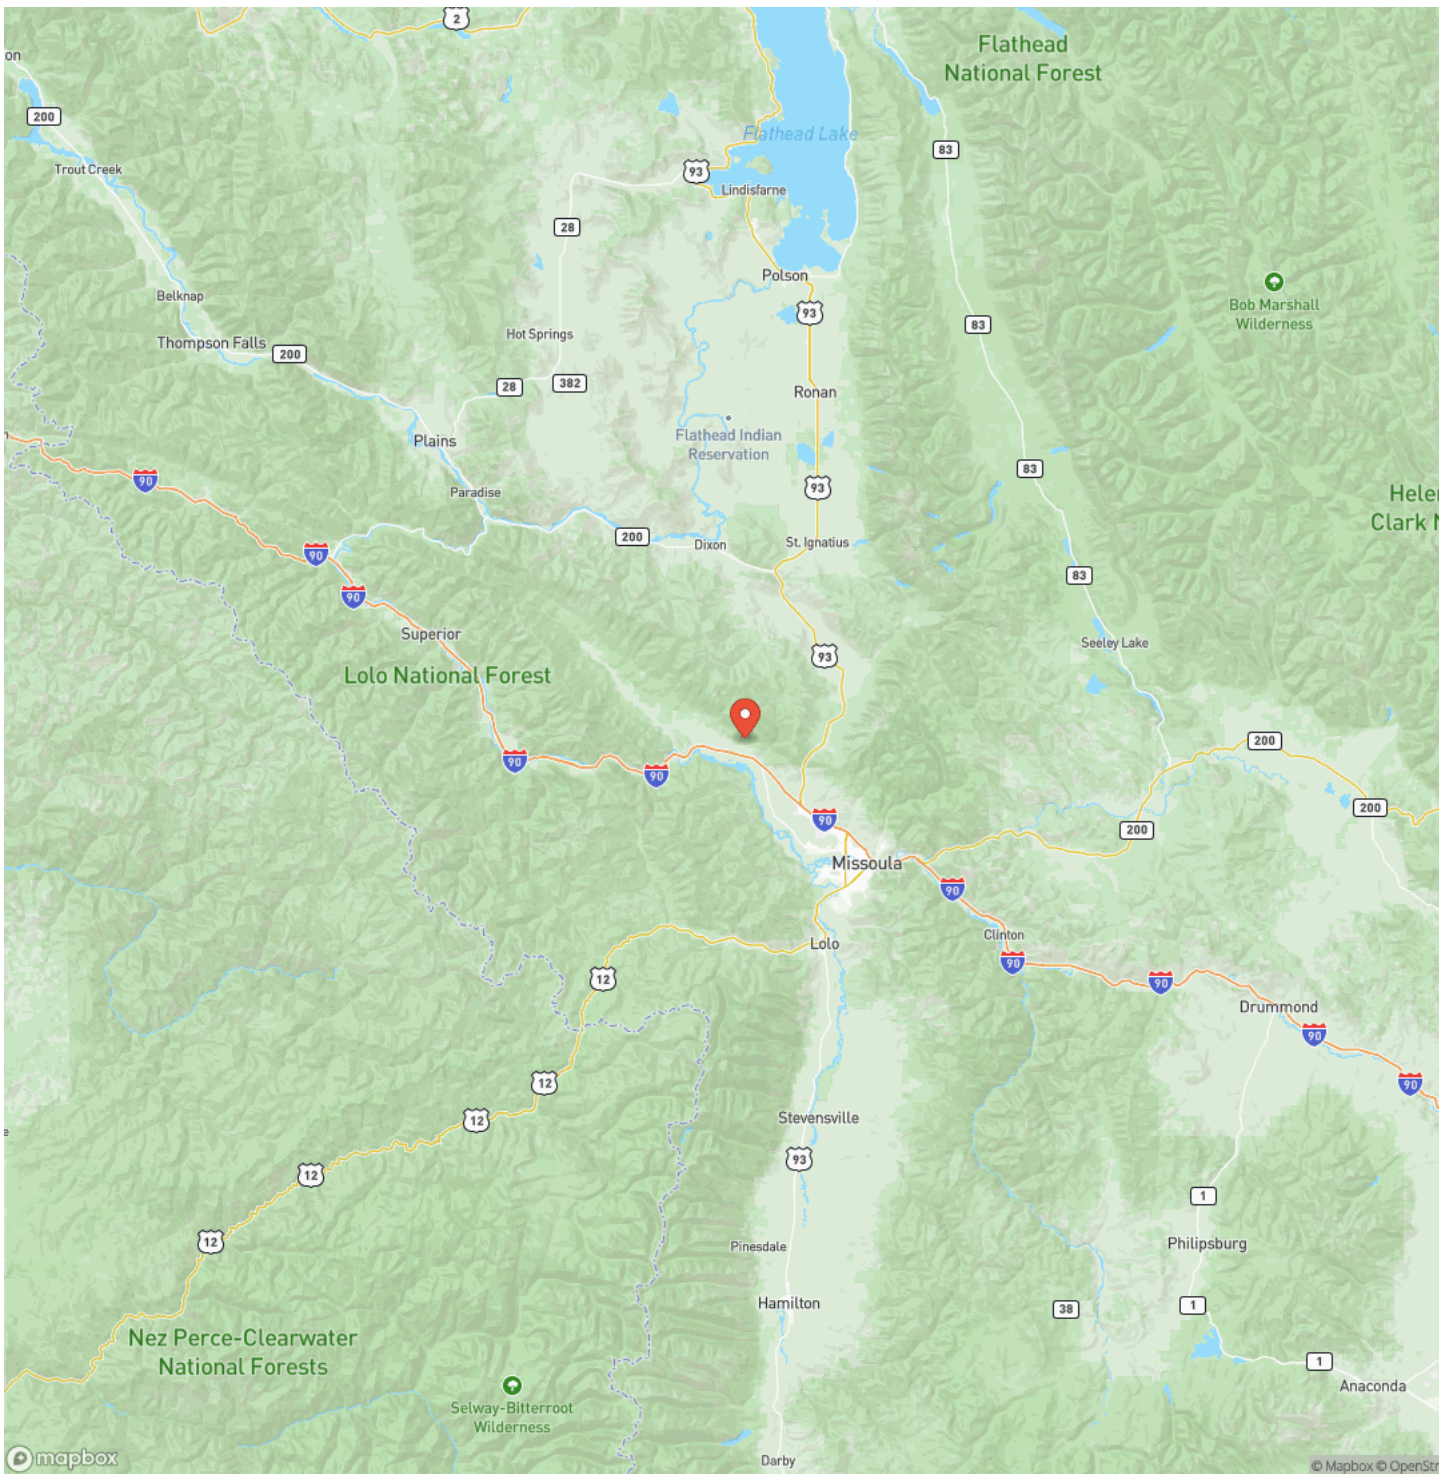 2
Flathead
National Forest
on
200
83
Flathead Lake
Trout Creek
93
Lindisfarne
28
Polson
Bob Marshall
Wilderness
Belknap
93
83
Hot Springs
Thompson Falls
200
28
382
Ronan
Plains
Flathead Indian
Reservation
83
90
Paradise
93
Heler
Clark N
200
Dixon
St. Ignatius
90
83
90
Superior
Seeley Lake
93
Lolo National Forest
200
90
90
200
90
200
Missoula
90
Clinton
Lolo
90
12
90
Drummond
90
12
90
12
Stevensville
e
93
12
1
12
Pinesdale
Philipsburg
Hamilton
38
1
Nez Perce-Clearwater
National Forests
1
Anaconda
Selway-Bitterroot
Wilderness
Darby
mapbox
© Mapbox © OpenStr